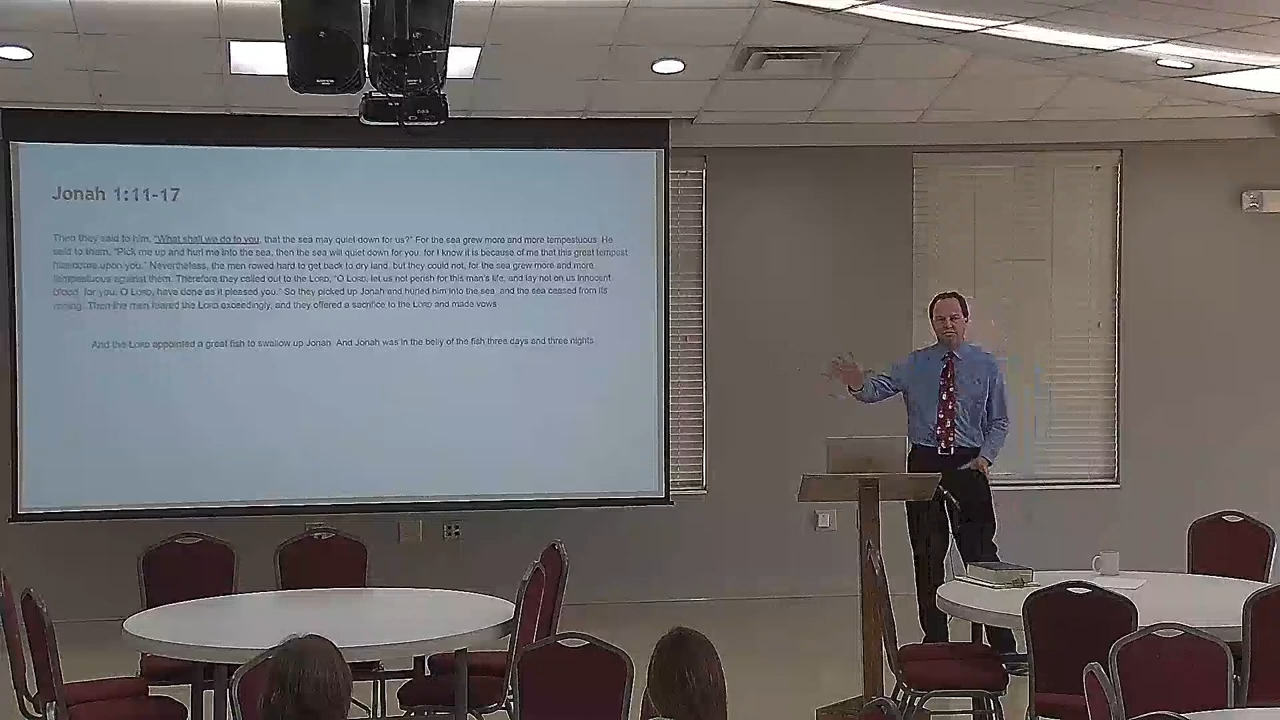 Jonah 1:11-17
Then they said to him, "What shall we do to you, that the sea may quiet down for us?" For the sea grew more and more tempestuous. He
said to them, "Pick me up and hurl me into the sea; then the sea will quiet down for you, for I know it is because of me that this great tempest
has come upon you." Nevertheless, the men rowed hard to get back to dry land, but they could not, for the sea grew more and more
tempestuous against them. Therefore they called out to the Lord, "O Lord, let us not perish for this man's life, and lay not on us innocent
blood, for you, O Lord, have done as it pleased you." So they picked up Jonah and hurled him into the sea, and the sea ceased from its
raging. Then the men feared the Lord exceedingly, and they offered a sacrifice to the Lord and made vows.
And the Lord appointed a great fish to swallow up Jonah. And Jonah was in the belly of the fish three days and three nights.